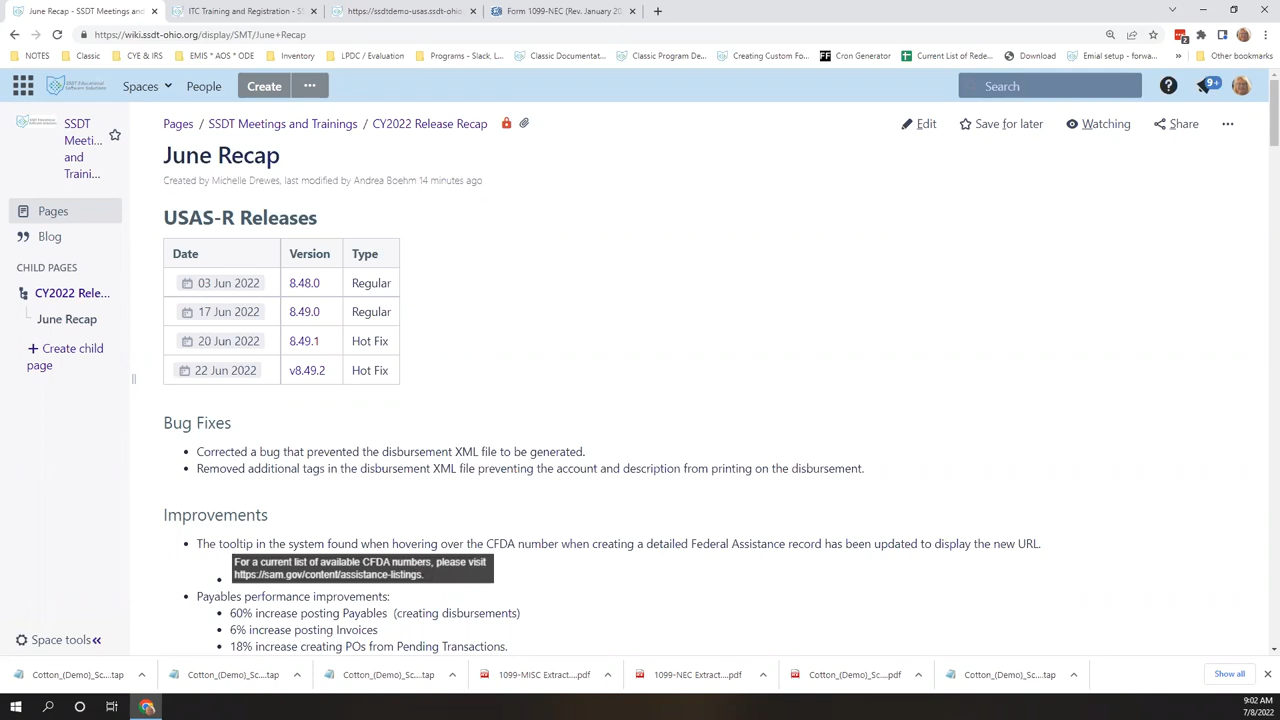 June Recap - SSDT Meetings and
ITC Training and Registration - SS
https://ssdtdemo-usas.ssdt-ohio
Form 1099-NEC (Rev. January 20
https://wiki.ssdt-ohio.org/display/SMT/June+Recap
2
NOTES
Classic
CYE & IRS
EMIS * AOS * ODE
Inventory
LPDC / Evaluation
Programs - Slack, L...
Classic Documentat...
Classic Program De...
Creating Custom Fo...
Cron Generator
Current List of Rede...
Download
Emial setup - forwa...
»
Other bookmarks
Spaces
People
Create
...
Search
9+
SSDT
Meeti...
and
Traini...
Pages
Blog
CHILD PAGES
CY2022 Rele...
June Recap
+ Create child
page
Space tools
Pages / SSDT Meetings and Trainings / CY2022 Release Recap
Edit
Save for later
Watching
Share
...
June Recap
Created by Michelle Drewes, last modified by Andrea Boehm 14 minutes ago
USAS-R Releases
Date Version Type
03 Jun 2022 8.48.0 Regular
17 Jun 2022 8.49.0 Regular
20 Jun 2022 8.49.1 Hot Fix
22 Jun 2022 v8.49.2 Hot Fix
Bug Fixes
• Corrected a bug that prevented the disbursement XML file to be generated.
• Removed additional tags in the disbursement XML file preventing the account and description from printing on the disbursement.
Improvements
• The tooltip in the system found when hovering over the CFDA number when creating a detailed Federal Assistance record has been updated to display the new URL.
For a current list of available CFDA numbers, please visit
https://sam.gov/content/assistance-listings.
• Payables performance improvements:
• 60% increase posting Payables (creating disbursements)
• 6% increase posting Invoices
• 18% increase creating POs from Pending Transactions.
Cotton_(Demo)_Sc....tap
Cotton_(Demo)_Sc....tap
Cotton_(Demo)_Sc....tap
1099-MISC Extract....pdf
1099-NEC Extract....pdf
Cotton_(Demo)_Sc....pdf
Cotton_(Demo)_Sc....tap
Show all
9:02 AM
7/8/2022